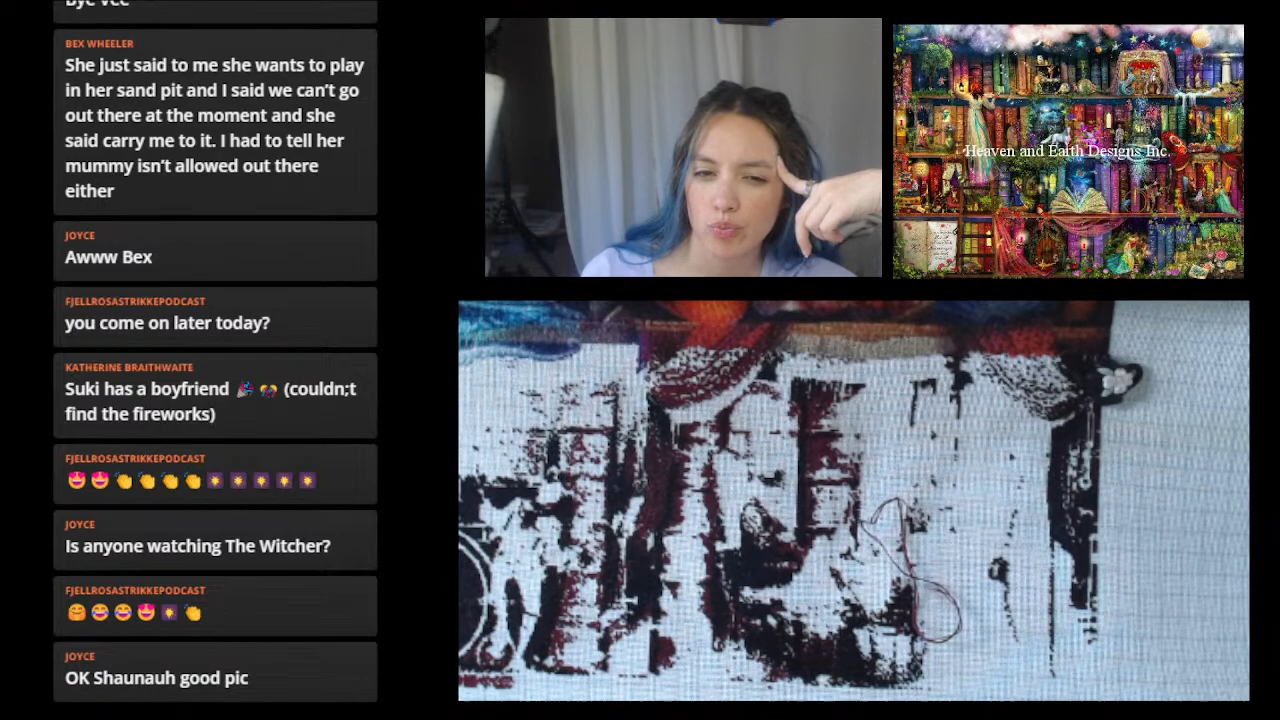 Bye Vee
BEX WHEELER
She just said to me she wants to play
in her sand pit and I said we can't go
out there at the moment and she
said carry me to it. I had to tell her
mummy isn't allowed out there
either
JOYCE
Awww Bex
FJELLROSASTRIKKEPODCAST
you come on later today?
KATHERINE BRAITHWAITE
Suki has a boyfriend 🎉 🎊 (couldn;t
find the fireworks)
FJELLROSASTRIKKEPODCAST
🤩 🤩 👏 👏 👏 👏 🎇 🎇 🎇 🎇 🎇
JOYCE
Is anyone watching The Witcher?
FJELLROSASTRIKKEPODCAST
🤗 😂 😂 🤩 🎇 👏
JOYCE
OK Shaunauh good pic
Heaven and Earth Designs Inc.